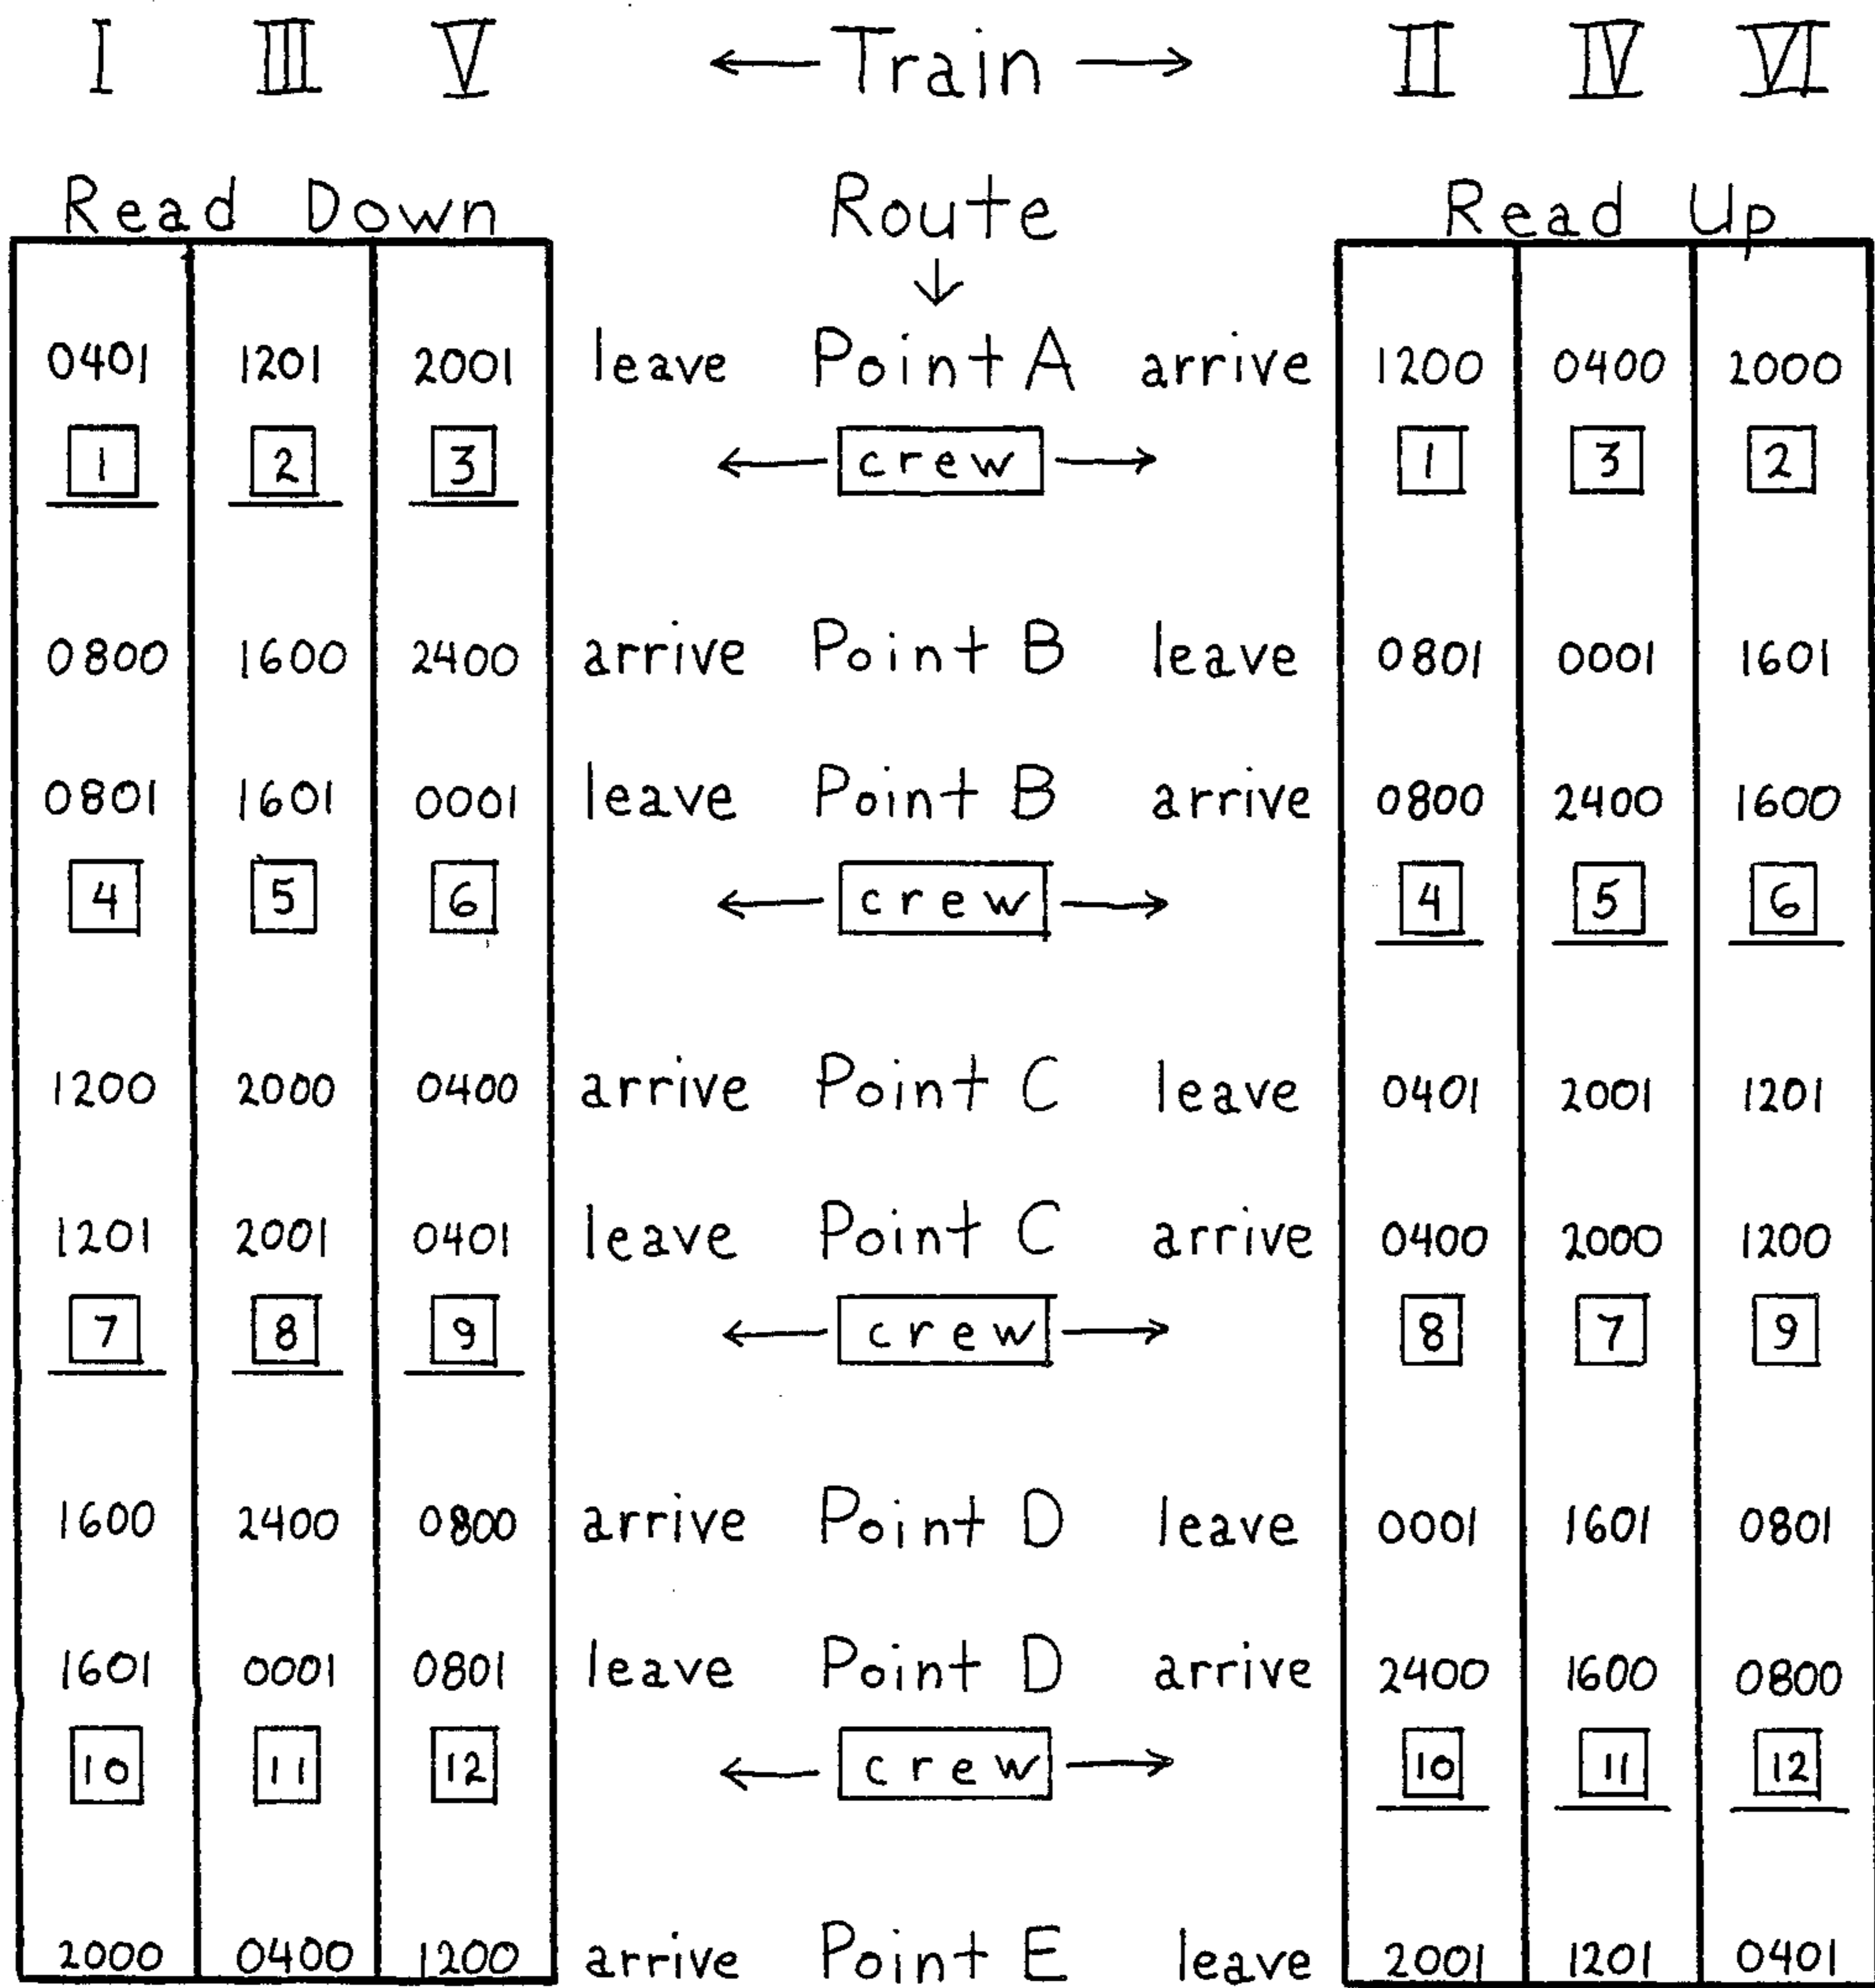 I III V ← Train → II IV VI
Read Down Route Read Up
↓
0401 1201 2001 leave Point A arrive 1200 0400 2000
1 2 3 ← crew → 1 3 2
0800 1600 2400 arrive Point B leave 0801 0001 1601
0801 1601 0001 leave Point B arrive 0800 2400 1600
4 5 6 ← crew → 4 5 6
1200 2000 0400 arrive Point C leave 0401 2001 1201
1201 2001 0401 leave Point C arrive 0400 2000 1200
7 8 9 ← crew → 8 7 9
1600 2400 0800 arrive Point D leave 0001 1601 0801
1601 0001 0801 leave Point D arrive 2400 1600 0800
10 11 12 ← crew → 10 11 12
2000 0400 1200 arrive Point E leave 2001 1201 0401